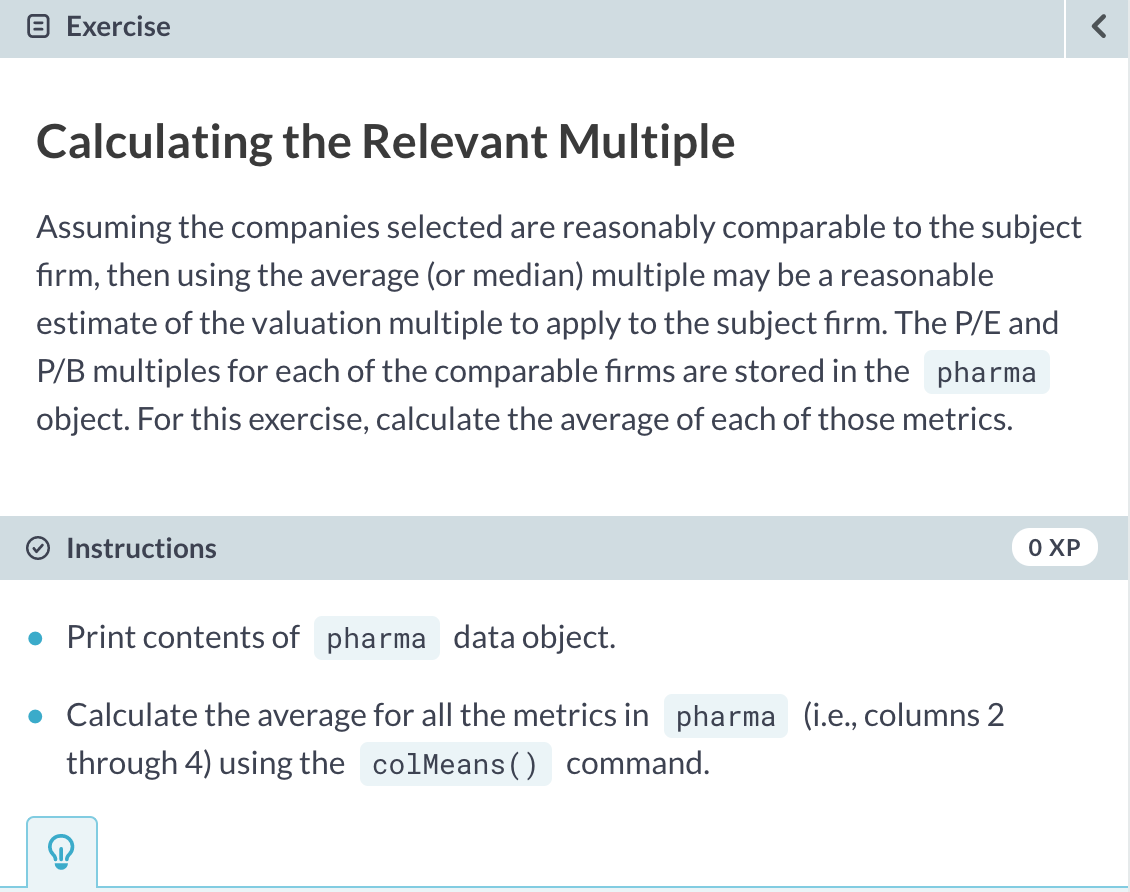 Exercise
Calculating the Relevant Multiple
Assuming the companies selected are reasonably comparable to the subject
firm, then using the average (or median) multiple may be a reasonable
estimate of the valuation multiple to apply to the subject firm. The P/E and
P/B multiples for each of the comparable firms are stored in the pharma
object. For this exercise, calculate the average of each of those metrics.
Instructions
0 XP
Print contents of pharma data object.
Calculate the average for all the metrics in pharma (i.e., columns 2
through 4) using the colMeans() command.